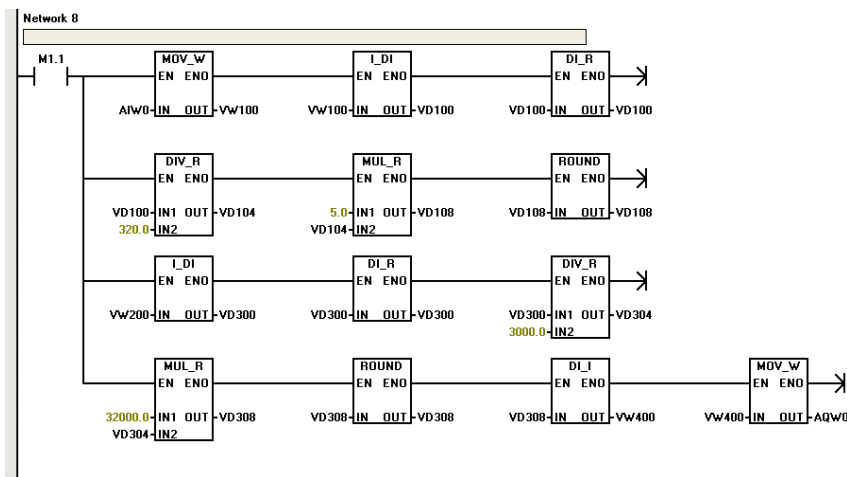 Network 8
M1.1
MOV_W I_DI DI_R
EN ENO EN ENO EN ENO
AIW0 IN OUT VW100 VW100 IN OUT VD100 VD100 IN OUT VD100
DIV_R MUL_R ROUND
EN ENO EN ENO EN ENO
VD100 IN1 OUT VD104 5.0 IN1 OUT VD108 VD108 IN OUT VD108
320.0 IN2 VD104 IN2
I_DI DI_R DIV_R
EN ENO EN ENO EN ENO
VW200 IN OUT VD300 VD300 IN OUT VD300 VD300 IN1 OUT VD304
3000.0 IN2
MUL_R ROUND DI_I MOV_W
EN ENO EN ENO EN ENO EN ENO
32000.0 IN1 OUT VD308 VD308 IN OUT VD308 VD308 IN OUT VW400 VW400 IN OUT AQW0
VD304 IN2